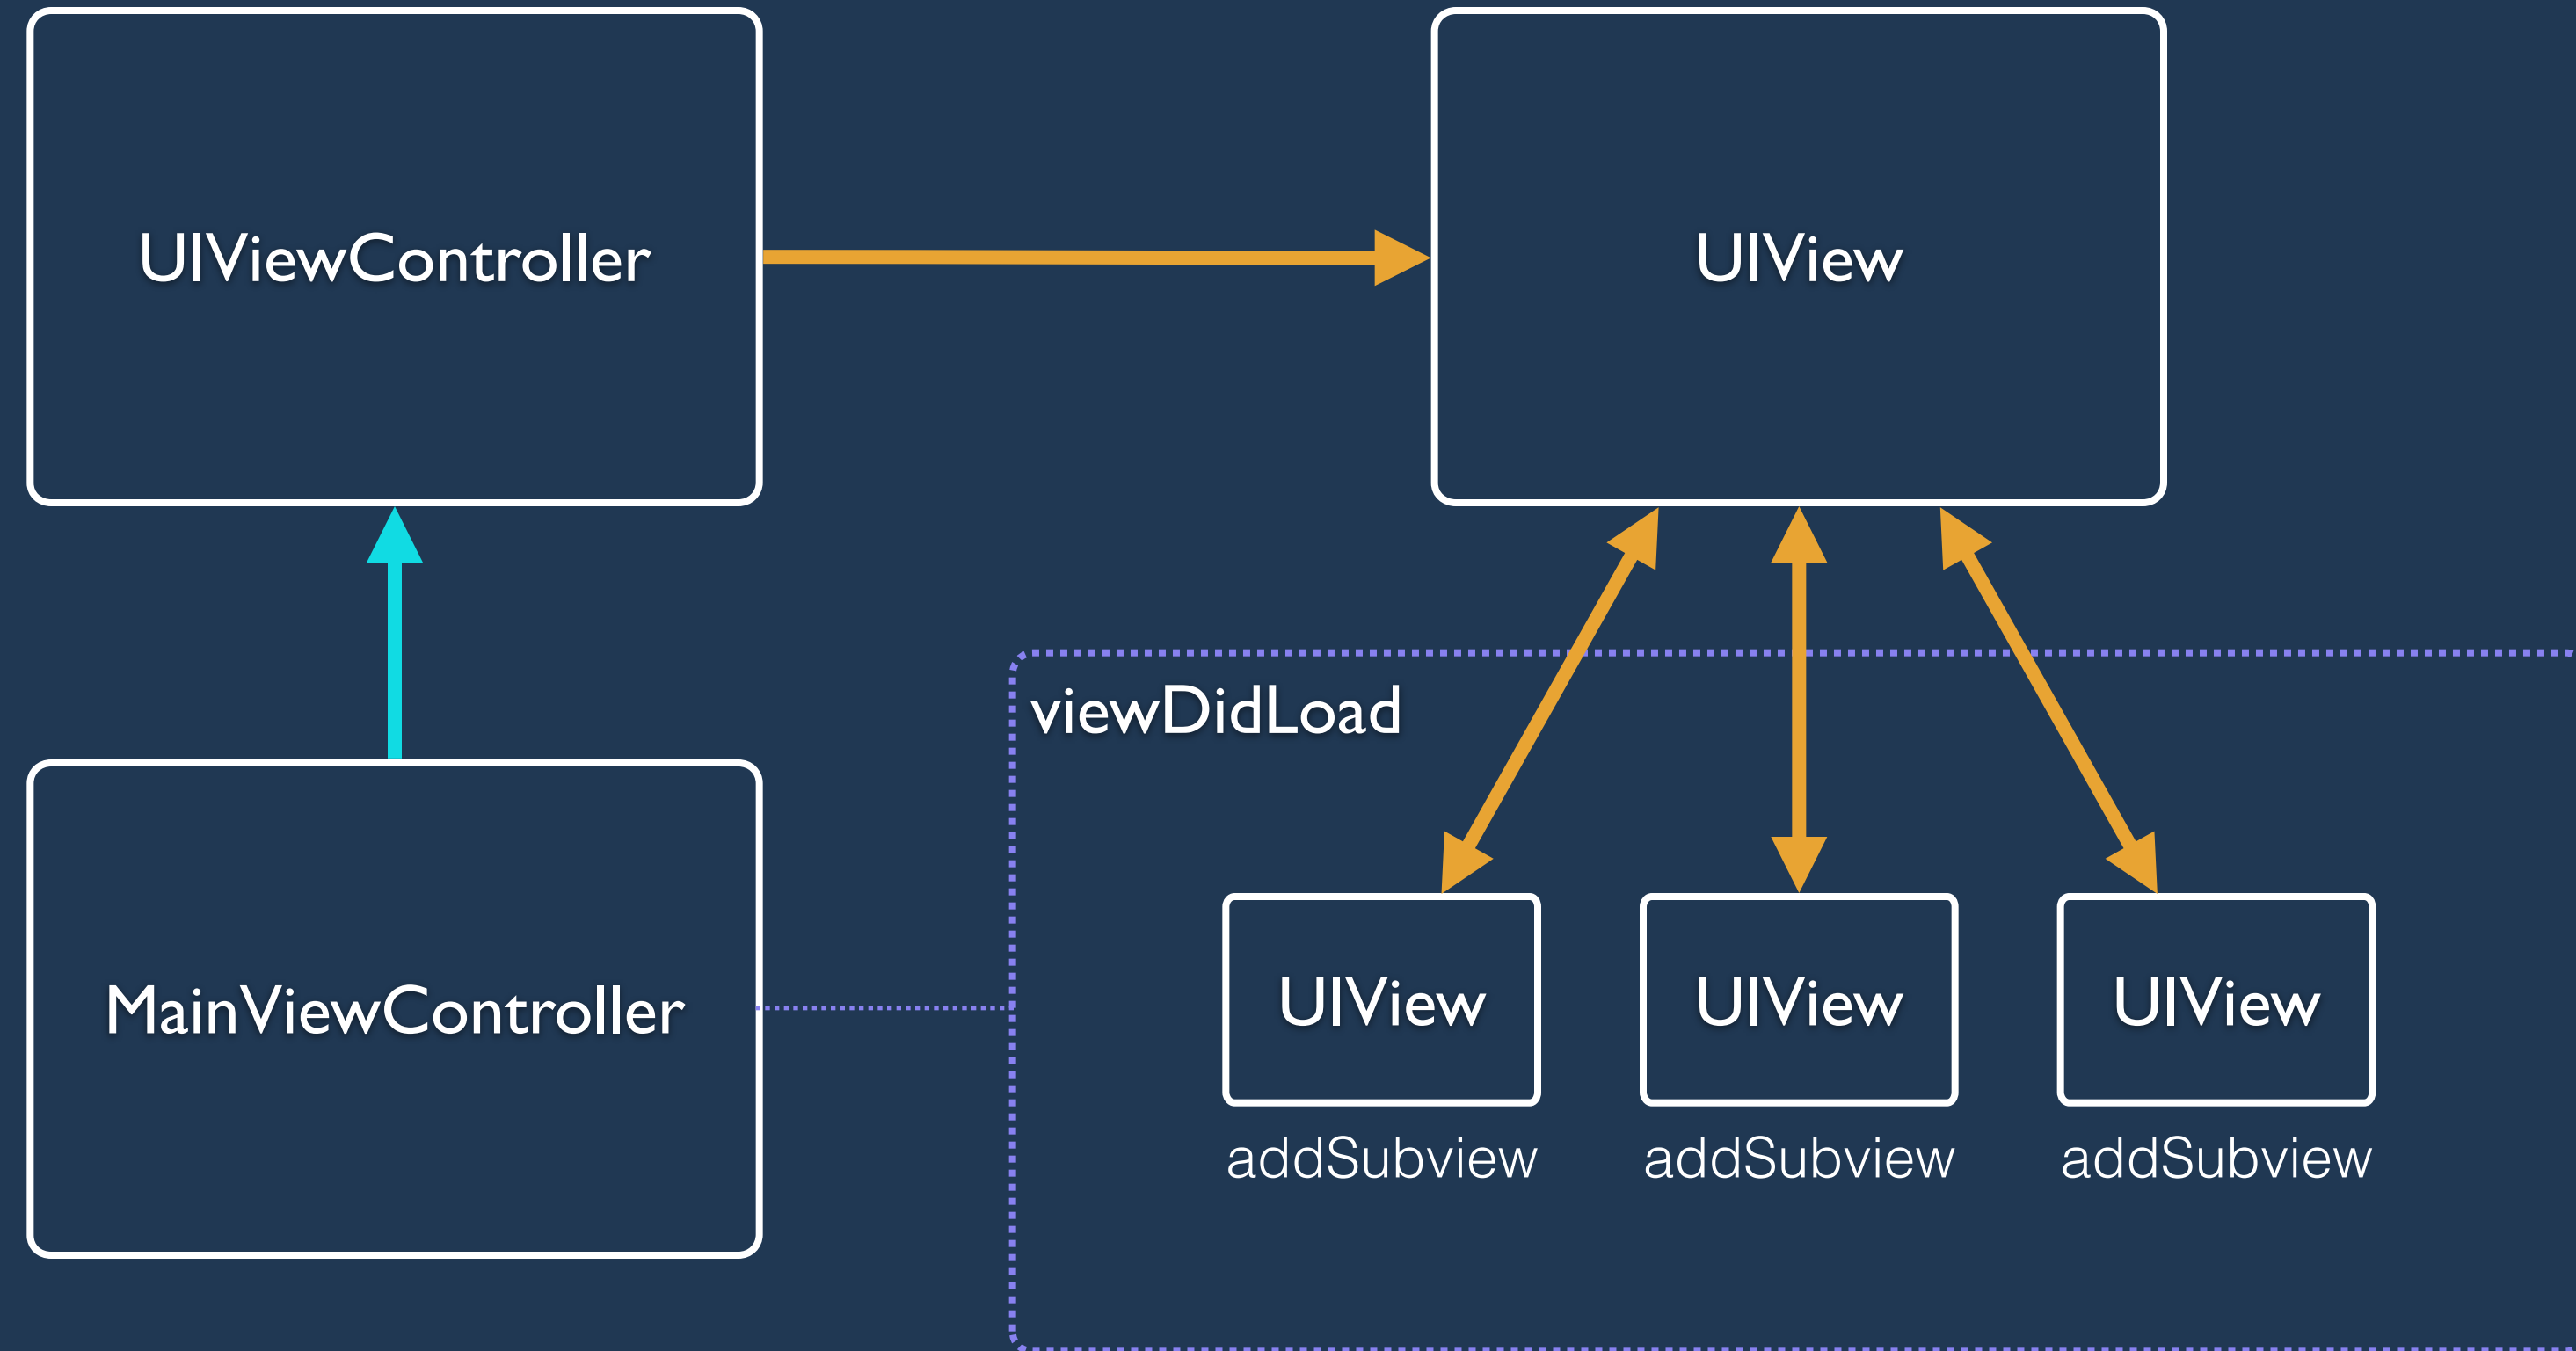 UIViewController
UIView
viewDidLoad
MainViewController
UIView
UIView
UIView
addSubview
addSubview
addSubview